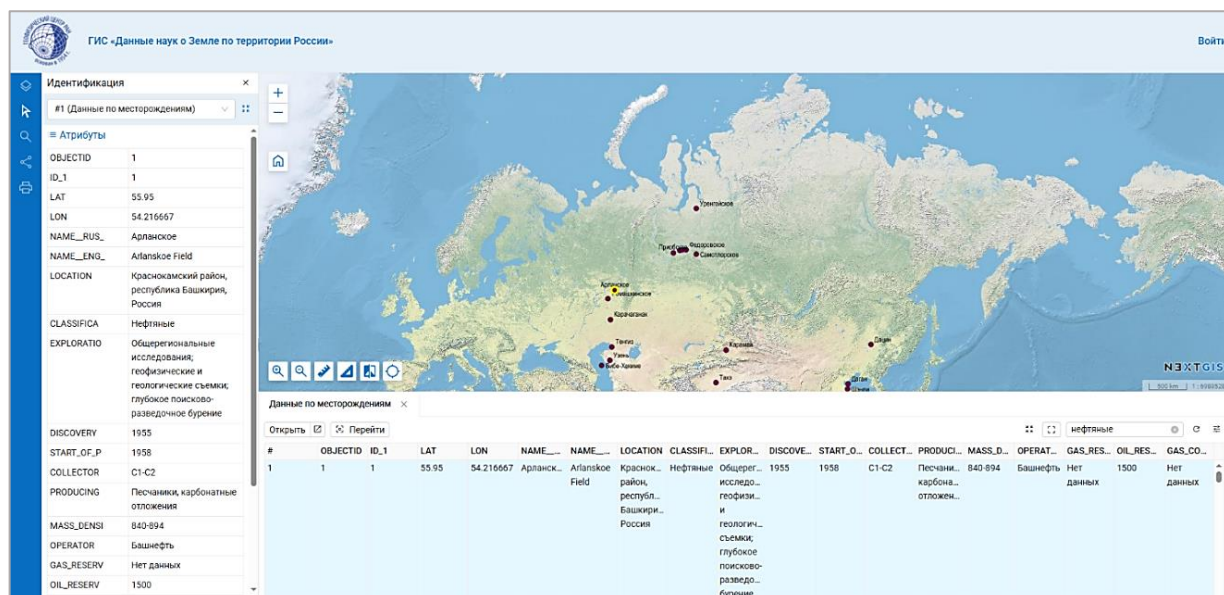 ГИС «Данные наук о Земле по территории России»
Войти
Идентификация
#1 (Данные по месторождениям)
Атрибуты
OBJECTID 1
ID_1 1
LAT 55.95
LON 54.216667
NAME__RUS_ Арланское
NAME__ENG_ Arlanskoe Field
LOCATION Краснокамский район,
республика Башкирия,
Россия
CLASSIFICA Нефтяные
EXPLORATIO Общерегиональные
исследования;
геофизические и
геологические съемки;
глубокое поисково-
разведочное бурение
DISCOVERY 1955
START_OF_P 1958
COLLECTOR C1-C2
PRODUCING Песчаники, карбонатные
отложения
MASS_DENSI 840-894
OPERATOR Башнефть
GAS_RESERV Нет данных
OIL_RESERV 1500
Уренгойское
Федоровское
Самотлорское
Арланское
Карачаганак
Тенгиз
Узень
Карамай
Дацин
Таха
NEXTGIS
500 km
Данные по месторождениям
Открыть Перейти нефтяные
# OBJECTID ID_1 LAT LON NAME__... NAME__... LOCATION CLASSIFI... EXPLOR... DISCOVE... START_O... COLLECT... PRODUCI... MASS_D... OPERAT... GAS_RES... OIL_RES... GAS_CO...
1 1 1 55.95 54.216667 Арланск... Arlanskoe Краснок... Нефтяные Общерег... 1955 1958 C1-C2 Песчани... 840-894 Башнефть Нет 1500 Нет
Field район, исследо... карбона... данных данных
республ... геофизи... отложен...
Башкири... и
Россия геологич...
съемки;
глубокое
поисково-
разведо...
бурение